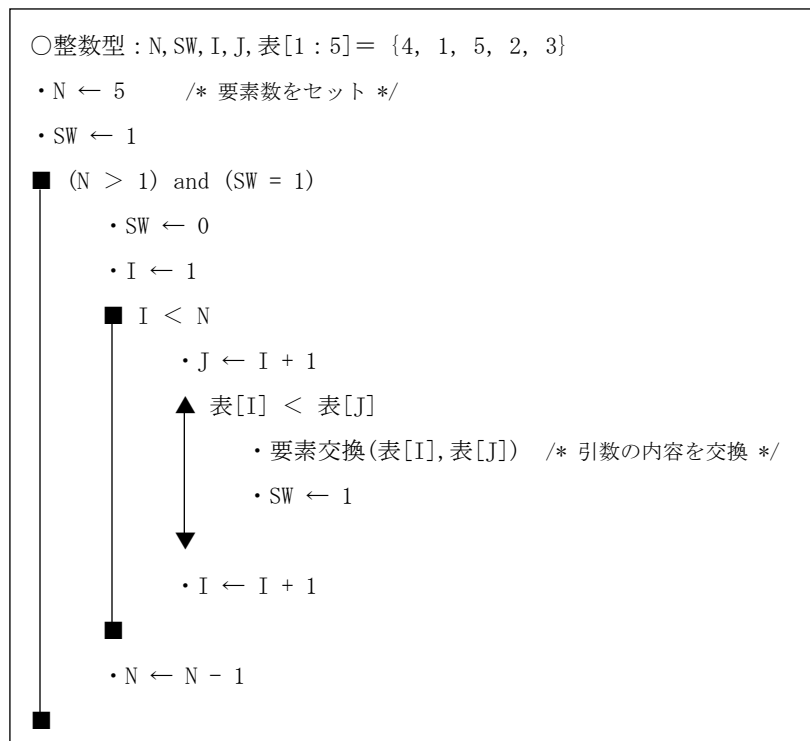 ○整数型:N,SW,I,J,表[1:5]= {4, 1, 5, 2, 3}
・N ← 5 /* 要素数をセット */
・SW ← 1
■ (N > 1) and (SW = 1)
・SW ← 0
・I ← 1
■ I < N
・J ← I + 1
▲ 表[I] < 表[J]
・要素交換(表[I],表[J]) /* 引数の内容を交換 */
・SW ← 1
▼
・I ← I + 1
■
・N ← N - 1
■